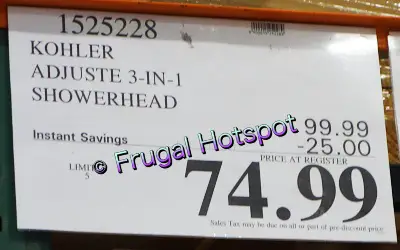 1525228
KOHLER
ADJUSTE 3-IN-1
SHOWERHEAD
Instant Savings
99.99
-25.00
© Frugal Hotspot
PRICE AT REGISTER
LIMIT
5
74.99
Sales Tax may be due on all or part of pre discount price